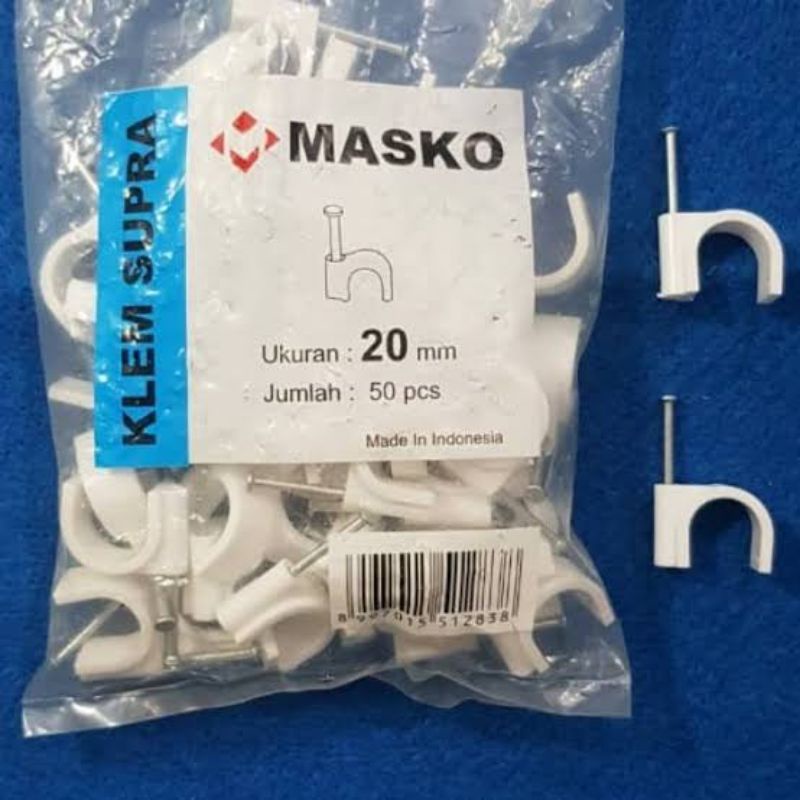 KLEM SUPRA
MASKO
Ukuran : 20 mm
Jumlah : 50 pcs
Made In Indonesia